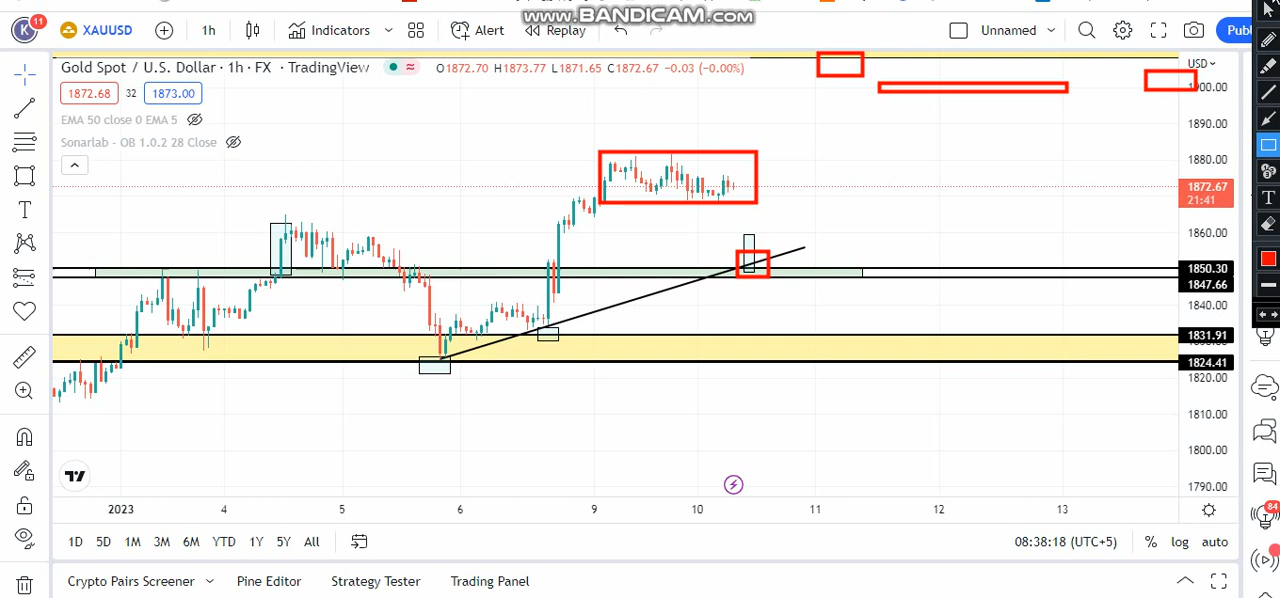 www.BANDICAM.com
K 11 XAUUSD 1h Indicators Alert Replay Unnamed Pub
Gold Spot / U.S. Dollar · 1h · FX · TradingView O1872.70 H1873.77 L1871.65 C1872.67 −0.03 (−0.00%)
1872.68 32 1873.00
EMA 50 close 0 EMA 5
Sonarlab - OB 1.0.2 28 Close
USD
1900.00
1890.00
1880.00
1872.67
21:41
1860.00
1850.30
1847.66
1840.00
1831.91
1824.41
1820.00
1810.00
1800.00
1790.00
2023 4 5 6 9 10 11 12 13
1D 5D 1M 3M 6M YTD 1Y 5Y All 08:38:18 (UTC+5) % log auto
Crypto Pairs Screener Pine Editor Strategy Tester Trading Panel
84